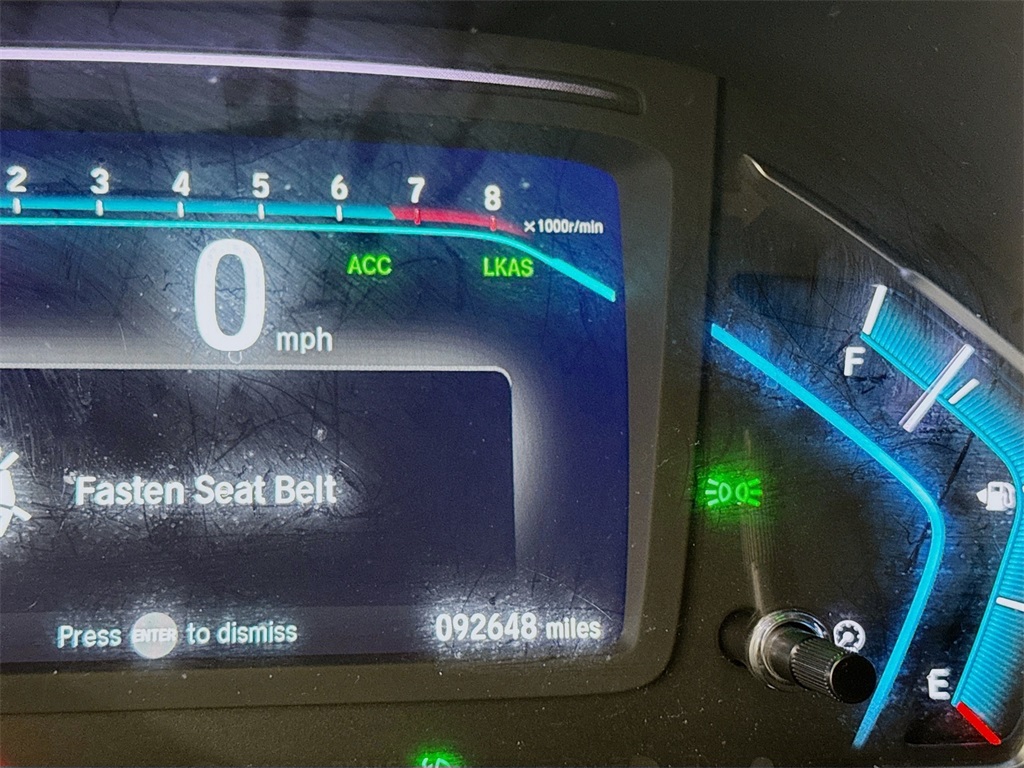 2 3 4 5 6 7 8
×1000r/min
ACC LKAS
0 mph
F
Fasten Seat Belt
Press ENTER to dismiss
092648 miles
E